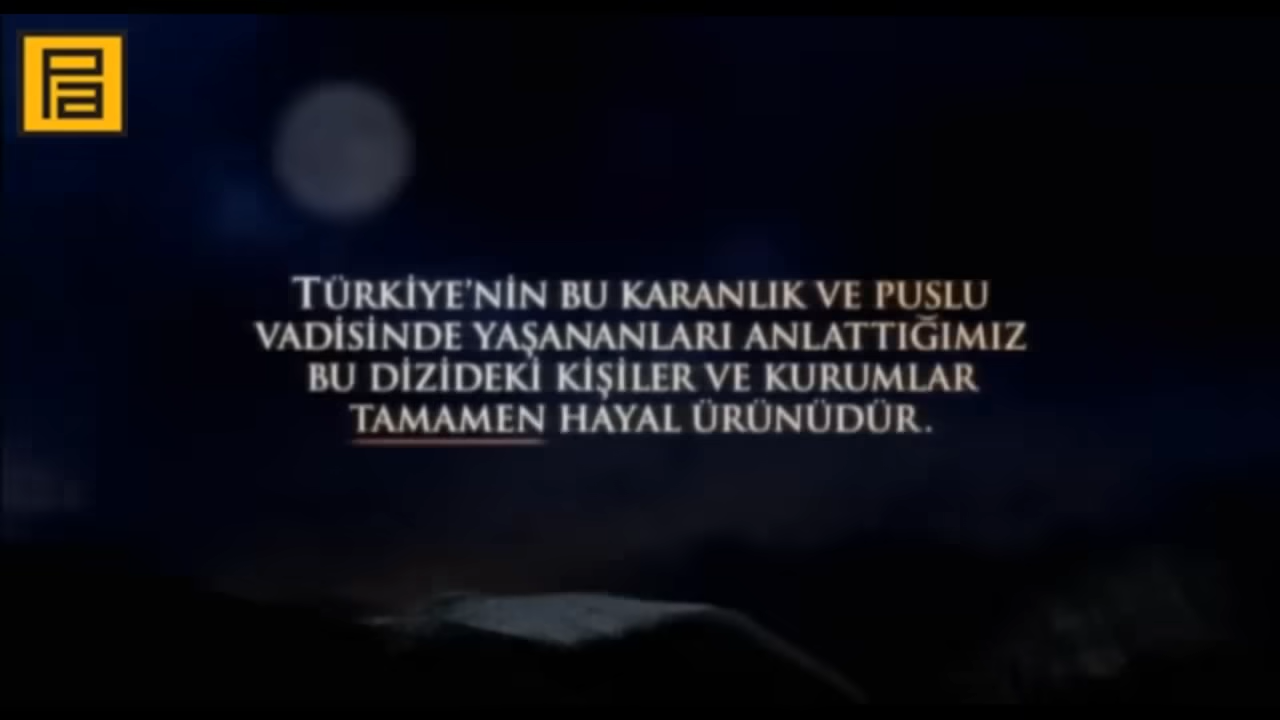 Pa
TÜRKİYE'NİN BU KARANLIK VE PUSLU
VADİSİNDE YAŞANANLARI ANLATTIĞIMIZ
BU DİZİDEKİ KİŞİLER VE KURUMLAR
TAMAMEN HAYAL ÜRÜNÜDÜR.